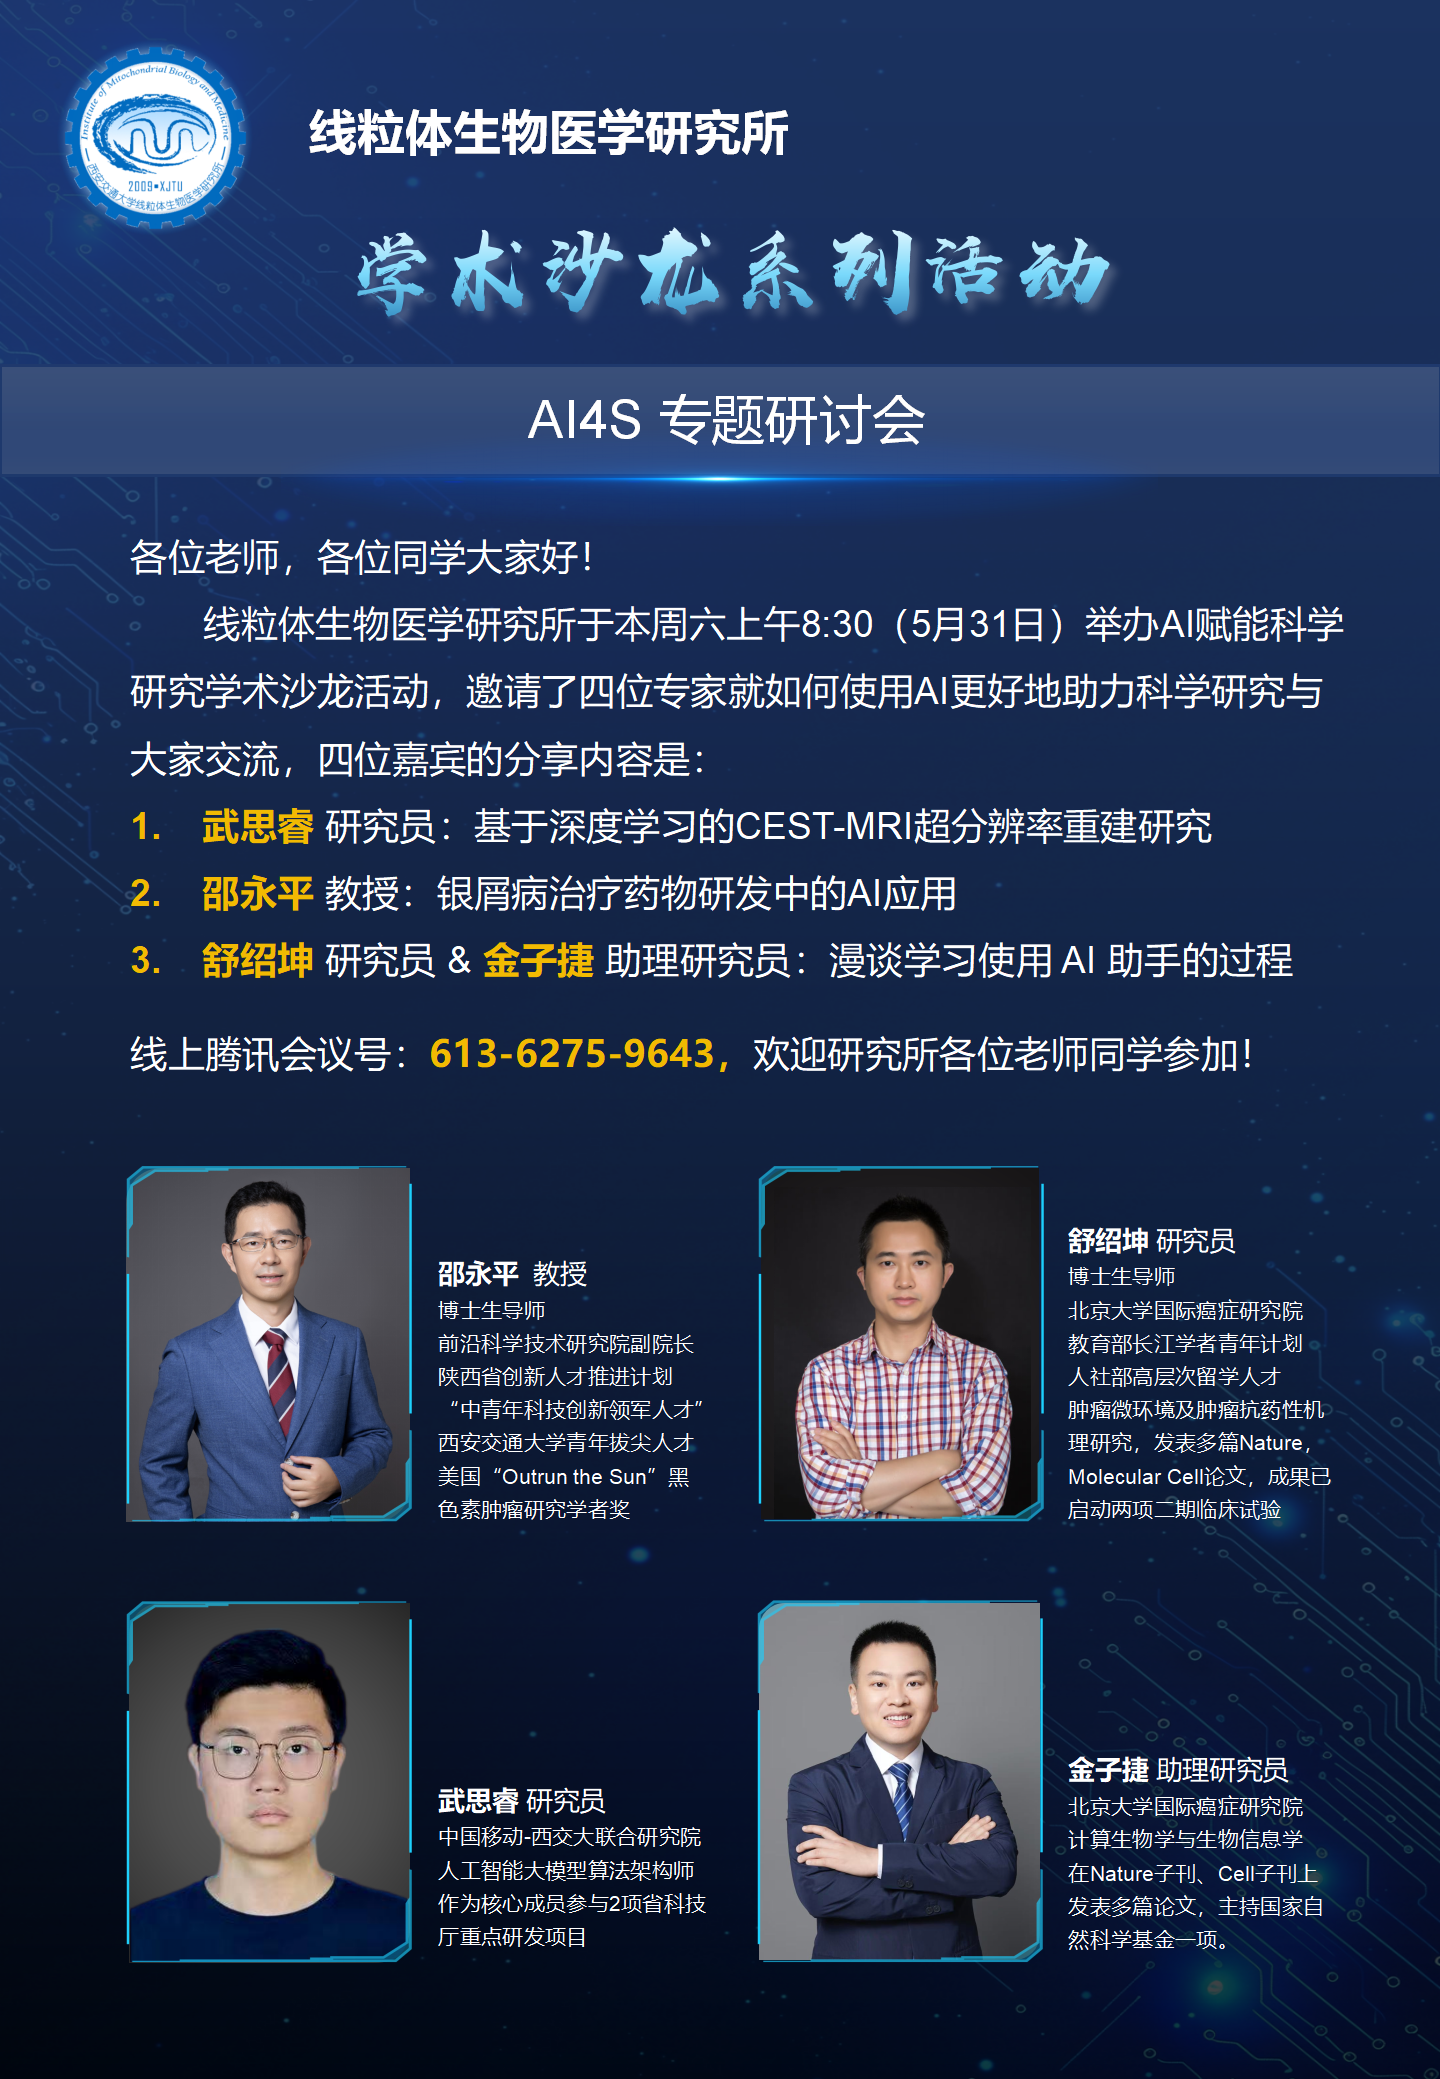 Institute of Mitochondrial Biology and Medicine
2009•XJTU
西安交通大学线粒体生物医学研究所
线粒体生物医学研究所
学术沙龙系列活动
AI4S 专题研讨会
各位老师，各位同学大家好！
线粒体生物医学研究所于本周六上午8:30（5月31日）举办AI赋能科学
研究学术沙龙活动，邀请了四位专家就如何使用AI更好地助力科学研究与
大家交流，四位嘉宾的分享内容是：
1. 武思睿 研究员：基于深度学习的CEST-MRI超分辨率重建研究
2. 邵永平 教授：银屑病治疗药物研发中的AI应用
3. 舒绍坤 研究员 & 金子捷 助理研究员：漫谈学习使用 AI 助手的过程
线上腾讯会议号：613-6275-9643，欢迎研究所各位老师同学参加！
邵永平 教授
博士生导师
前沿科学技术研究院副院长
陕西省创新人才推进计划
“中青年科技创新领军人才”
西安交通大学青年拔尖人才
美国“Outrun the Sun”黑
色素肿瘤研究学者奖
舒绍坤 研究员
博士生导师
北京大学国际癌症研究院
教育部长江学者青年计划
人社部高层次留学人才
肿瘤微环境及肿瘤抗药性机
理研究，发表多篇Nature，
Molecular Cell论文，成果已
启动两项二期临床试验
武思睿 研究员
中国移动-西交大联合研究院
人工智能大模型算法架构师
作为核心成员参与2项省科技
厅重点研发项目
金子捷 助理研究员
北京大学国际癌症研究院
计算生物学与生物信息学
在Nature子刊、Cell子刊上
发表多篇论文，主持国家自
然科学基金一项。